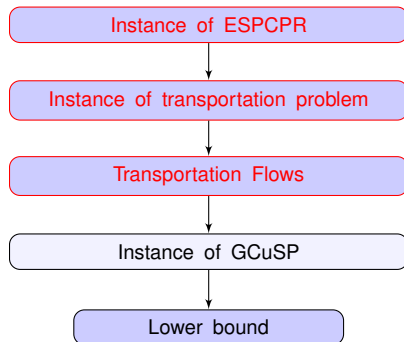 Instance of ESPCPR
Instance of transportation problem
Transportation Flows
Instance of GCuSP
Lower bound